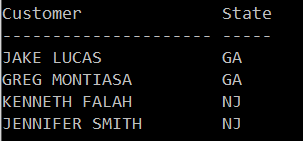 Customer State
--------------------- -----
JAKE LUCAS GA
GREG MONTIASA GA
KENNETH FALAH NJ
JENNIFER SMITH NJ